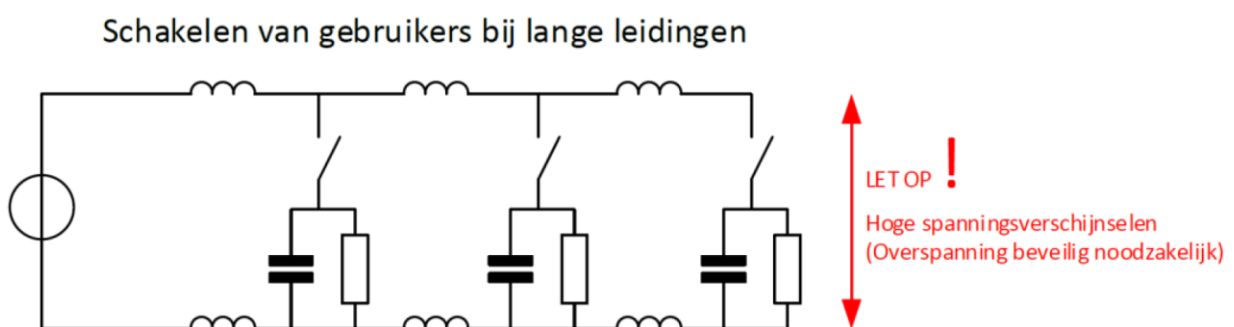 Schakelen van gebruikers bij lange leidingen
LET OP !
Hoge spanningsverschijnselen
(Overspanning beveilig noodzakelijk)